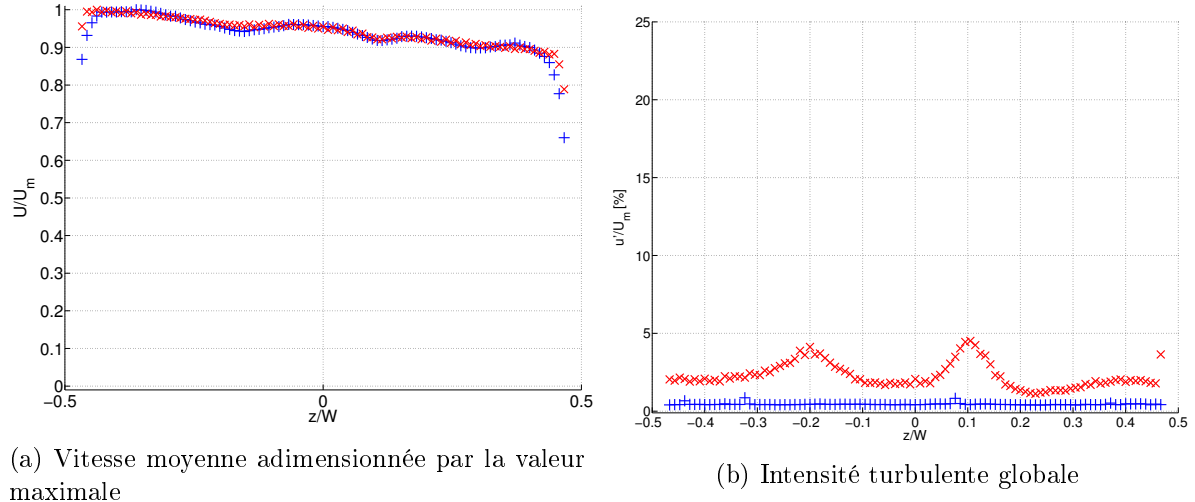 1
0.9
0.8
0.7
0.6
0.5
0.4
0.3
0.2
0.1
0
U/U_m
−0.5
0
0.5
z/W
(a) Vitesse moyenne adimensionnée par la valeur
maximale
25
20
15
10
5
0
u'/U_m [%]
−0.5 −0.4 −0.3 −0.2 −0.1 0 0.1 0.2 0.3 0.4 0.5
z/W
(b) Intensité turbulente globale